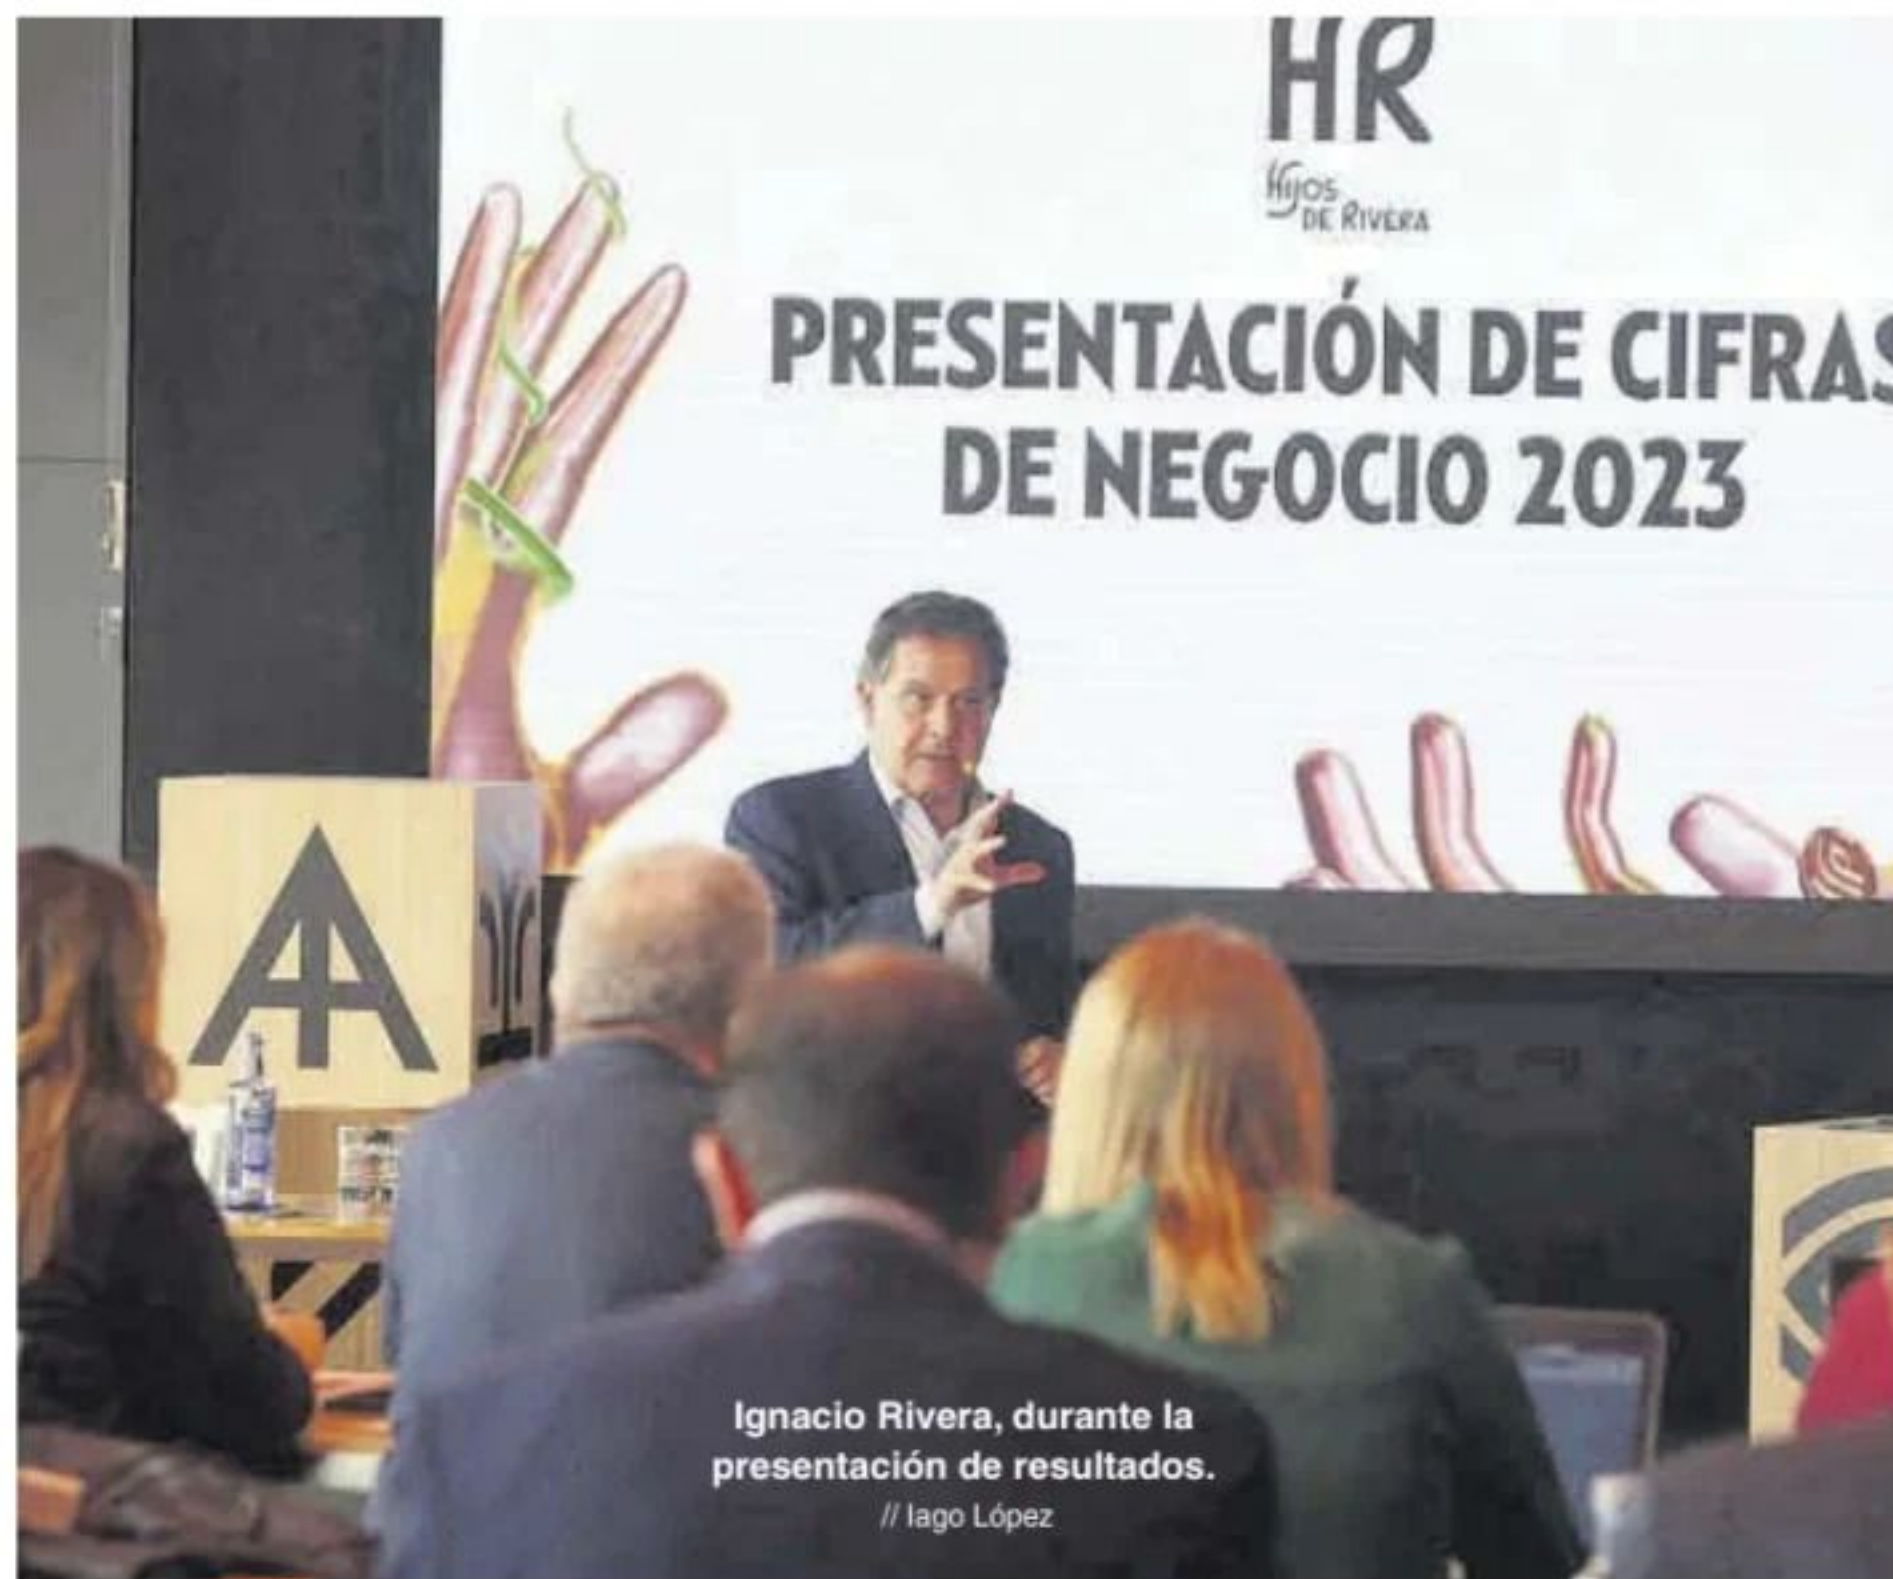 HR
HIJOS
DE RIVERA
PRESENTACIÓN DE CIFRAS
DE NEGOCIO 2023
Ignacio Rivera, durante la
presentación de resultados.
// Iago López